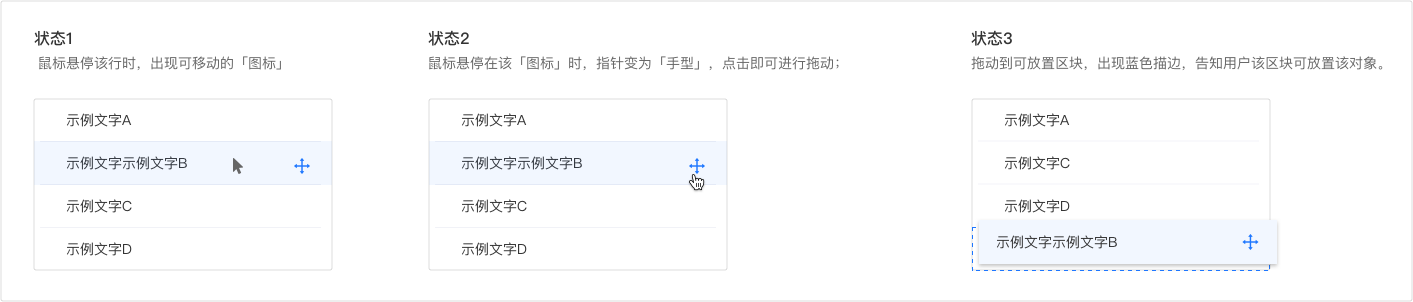 状态1
鼠标悬停该行时，出现可移动的「图标」
示例文字A
示例文字示例文字B
示例文字C
示例文字D
状态2
鼠标悬停在该「图标」时，指针变为「手型」，点击即可进行拖动；
示例文字A
示例文字示例文字B
示例文字C
示例文字D
状态3
拖动到可放置区块，出现蓝色描边，告知用户该区块可放置该对象。
示例文字A
示例文字C
示例文字D
示例文字示例文字B